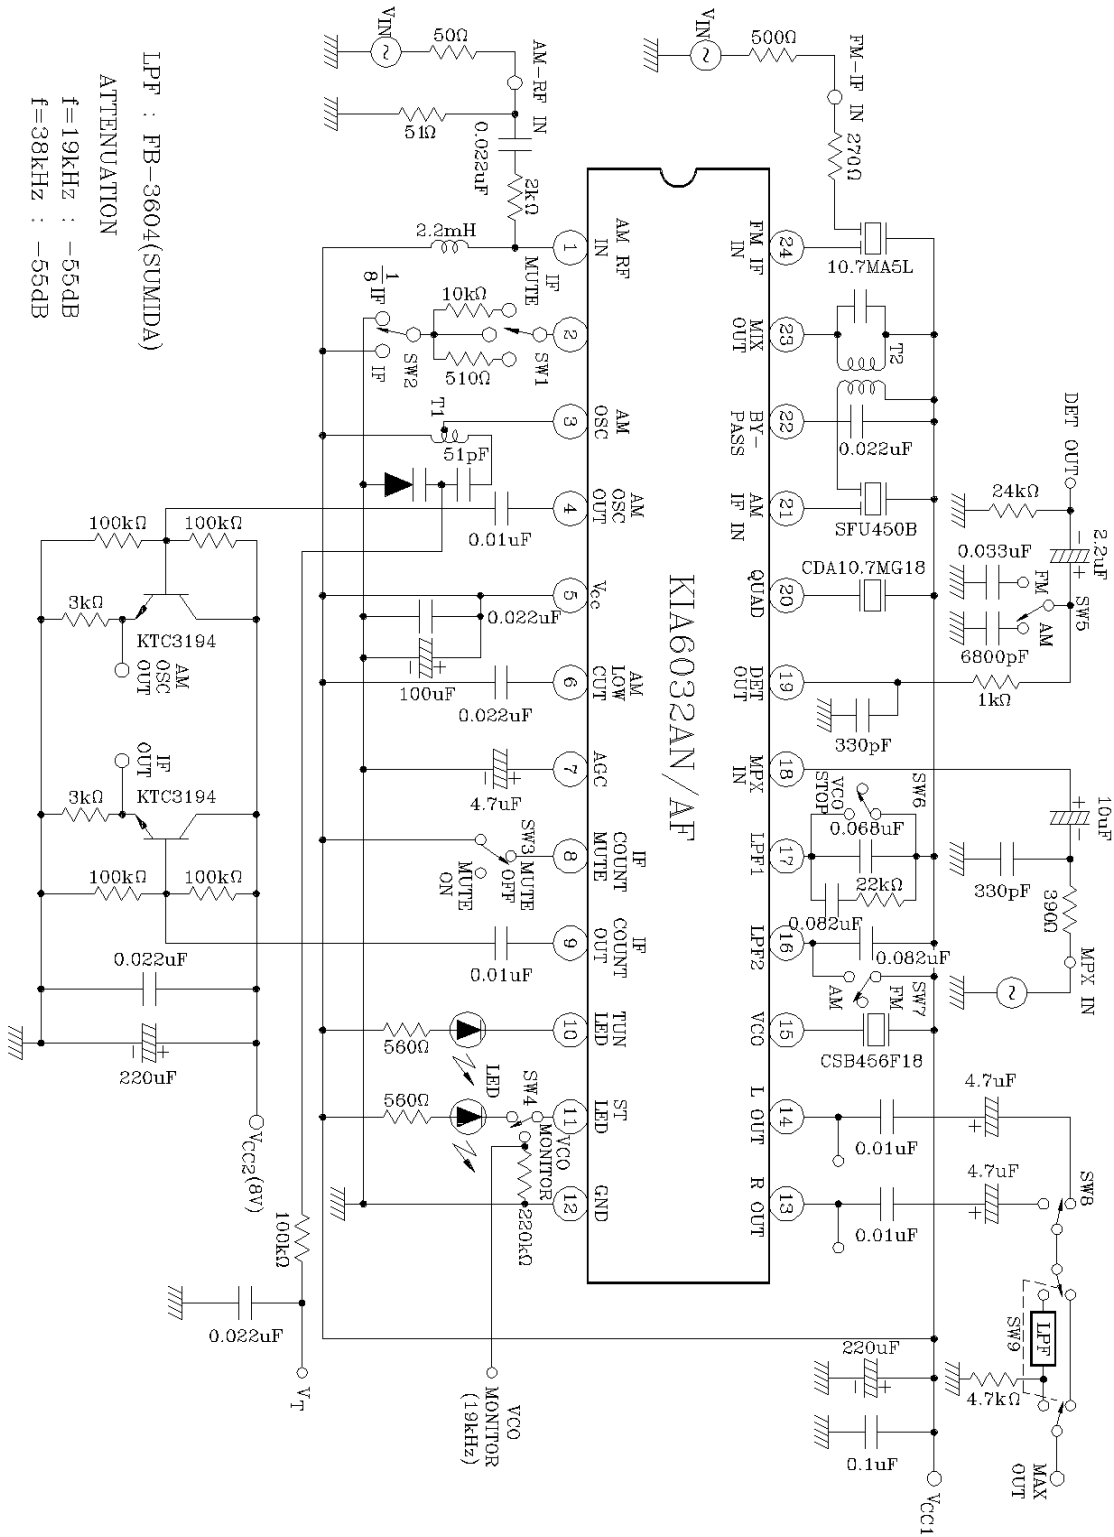 VIN
50Ω
AM-RF IN
51Ω
0.022uF
2kΩ
2.2mH
VIN
500Ω
FM-IF IN
270Ω
10.7MA5L
T2
0.022uF
SFU450B
CDA10.7MG18
DET OUT
24kΩ
2.2uF
-
+
0.033uF
FM
SW5
AM
6800pF
1kΩ
330pF
10uF
+
-
330pF
390Ω
MPX IN
SW6
VCO
STOP
0.068uF
22kΩ
0.082uF
0.082uF
SW7
FM
AM
CSB456F18
4.7uF
+
0.01uF
4.7uF
+
0.01uF
SW8
LPF
SW9
4.7kΩ
MAX
OUT
220uF
-
+
0.1uF
VCC1
KIA6032AN/AF
1
AM RF
IN
2
3
AM
OSC
4
AM
OSC
OUT
5
Vcc
6
AM
LOW
CUT
7
AGC
8
IF
COUNT
MUTE
9
IF
COUNT
OUT
10
TUN
LED
11
ST
LED
12
GND
24
FM IF
IN
23
MIX
OUT
22
BY-
PASS
21
AM
IF IN
20
QUAD
19
DET
OUT
18
MPX
IN
17
LPF1
16
LPF2
15
VCO
14
L OUT
13
R OUT
IF
MUTE
10kΩ
510Ω
SW1
1/8 IF
SW2
IF
T1
51pF
0.01uF
0.022uF
100uF
-
+
0.022uF
4.7uF
-
+
SW3
MUTE
OFF
MUTE
ON
0.01uF
560Ω
LED
560Ω
SW4
VCO
MONITOR
220kΩ
VCO
MONITOR
(19kHz)
100kΩ
100kΩ
3kΩ
KTC3194
AM
OSC
OUT
IF
OUT
KTC3194
3kΩ
100kΩ
100kΩ
0.022uF
220uF
-
+
VCC2(8V)
100kΩ
0.022uF
VT
LPF : FB-3604(SUMIDA)
ATTENUATION
f=19kHz : -55dB
f=38kHz : -55dB